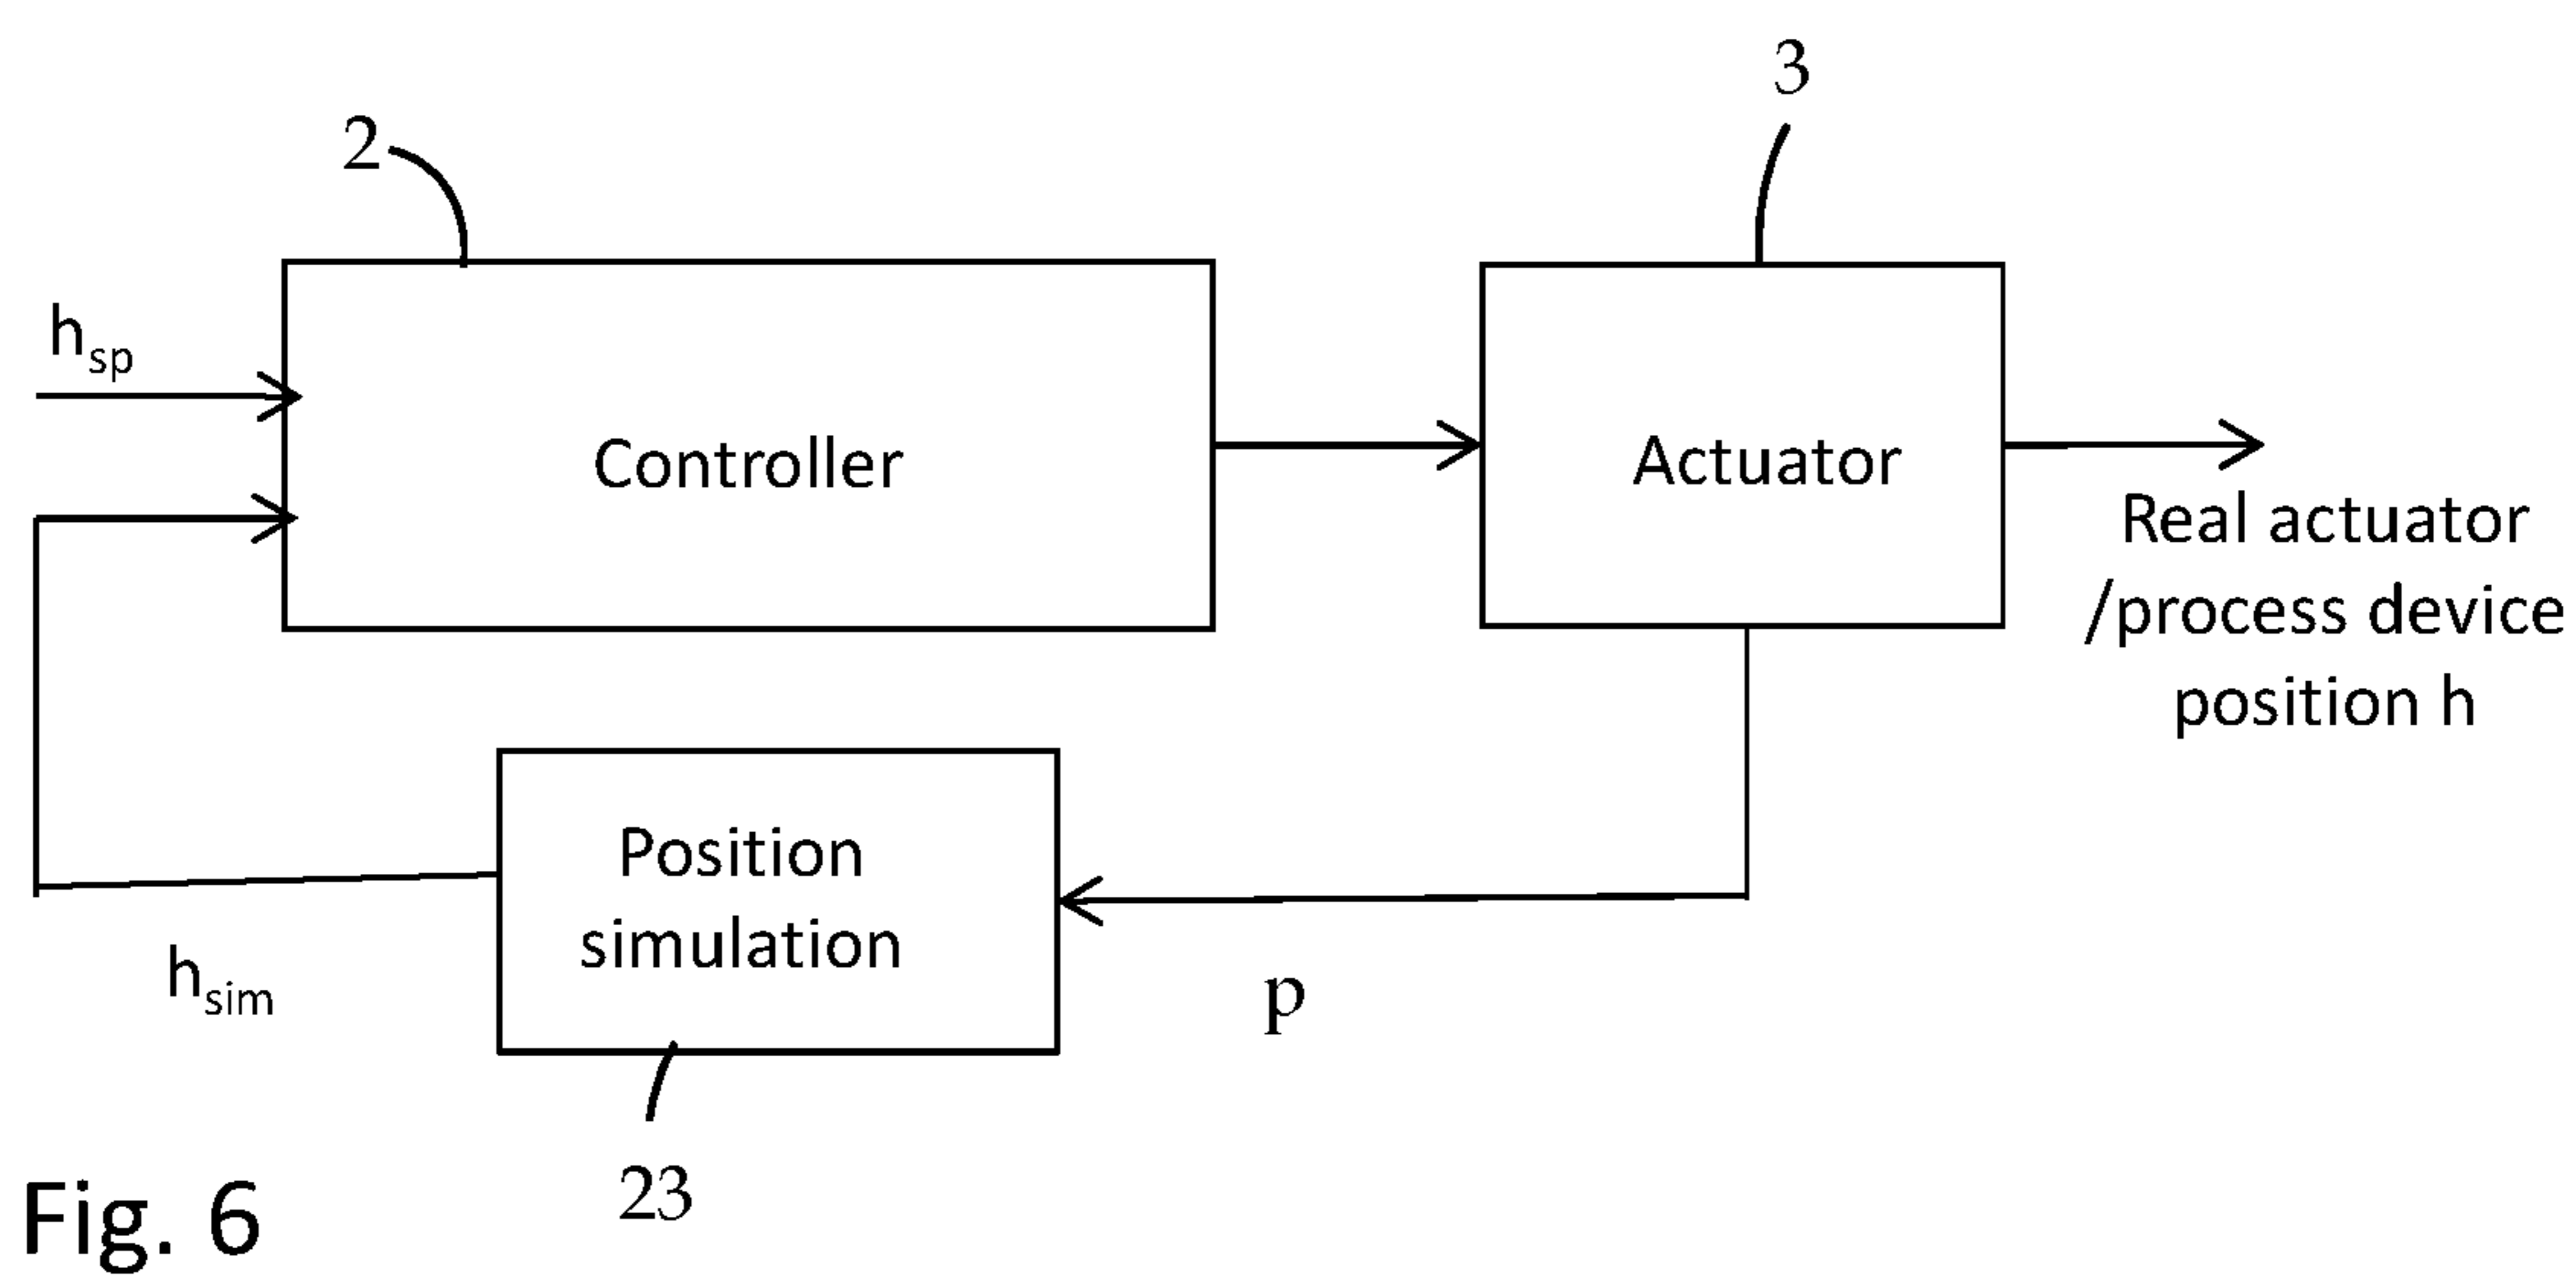 3
2
hsp
Controller
Actuator
Real actuator
/process device
position h
Position
simulation
hsim
p
23
Fig. 6